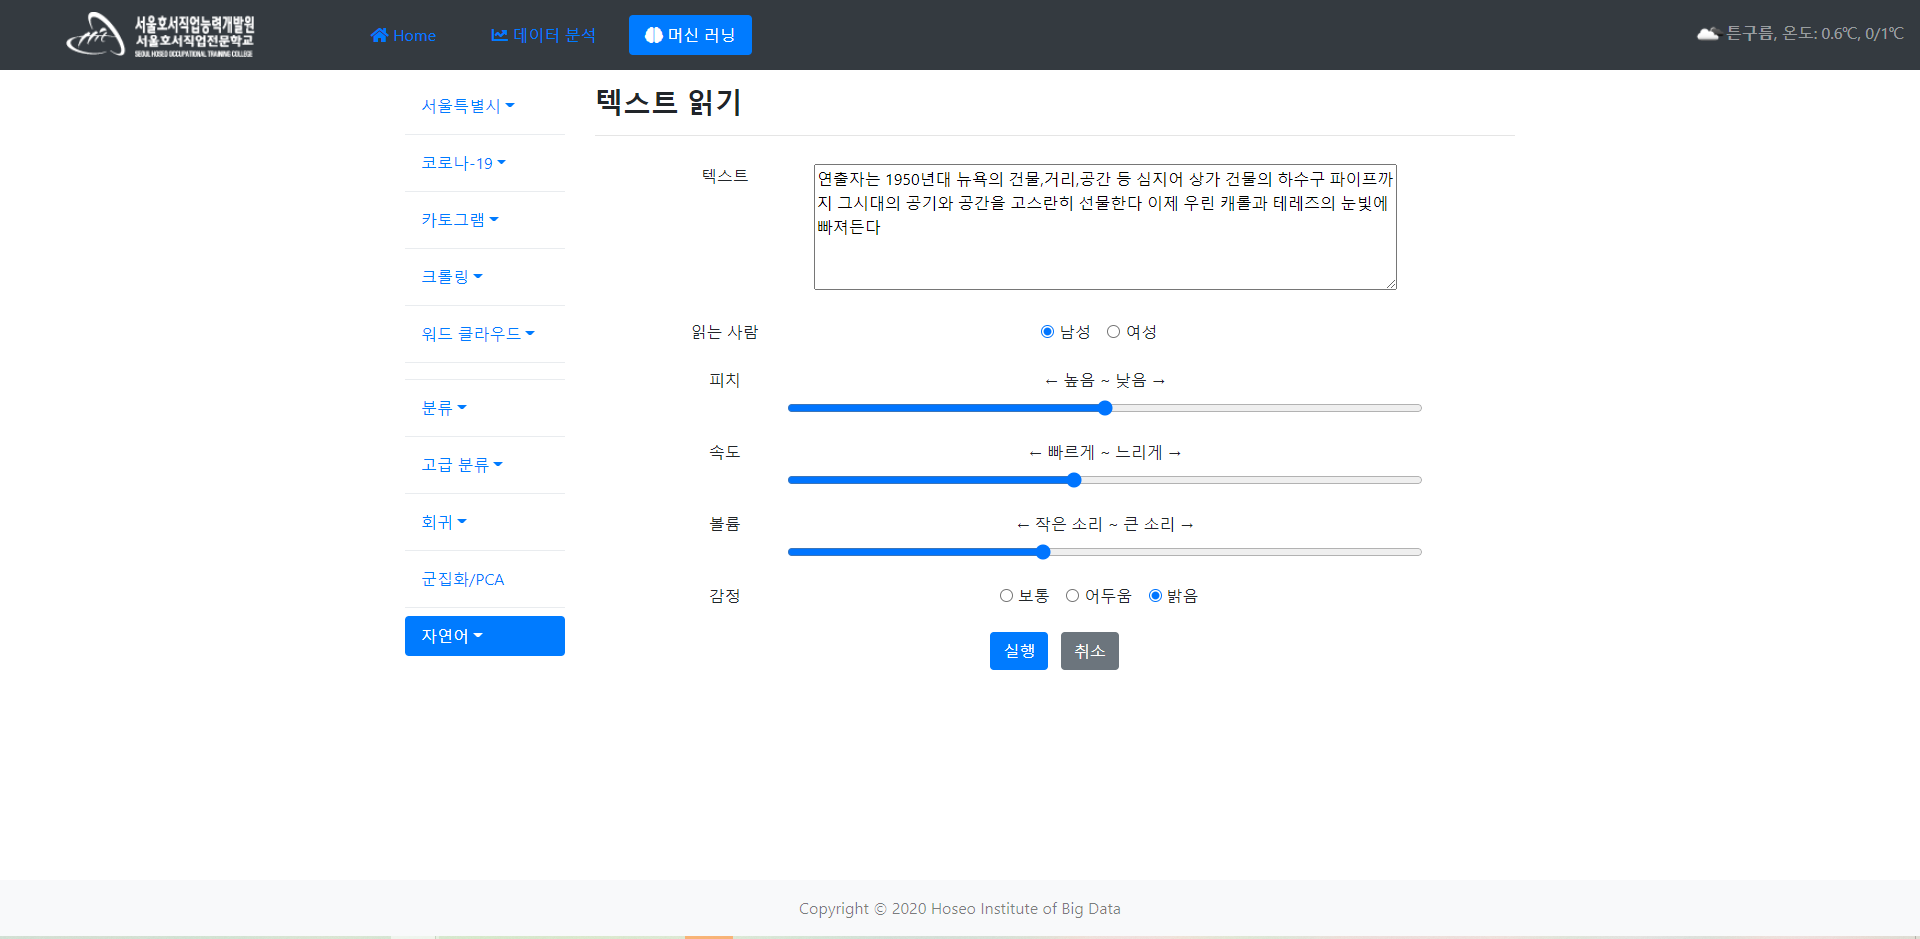 서울호서직업능력개발원
서울호서직업전문학교
SEOUL HOSEO OCCUPATIONAL TRAINING COLLEGE
Home
데이터 분석
머신 러닝
튼구름, 온도: 0.6℃, 0/1℃
서울특별시
코로나-19
카토그램
크롤링
워드 클라우드
분류
고급 분류
회귀
군집화/PCA
자연어
텍스트 읽기
텍스트
연출자는 1950년대 뉴욕의 건물,거리,공간 등 심지어 상가 건물의 하수구 파이프까
지 그시대의 공기와 공간을 고스란히 선물한다 이제 우린 캐롤과 테레즈의 눈빛에
빠져든다
읽는 사람
남성 여성
피치
← 높음 ~ 낮음 →
속도
← 빠르게 ~ 느리게 →
볼륨
← 작은 소리 ~ 큰 소리 →
감정
보통 어두움 밝음
실행 취소
Copyright © 2020 Hoseo Institute of Big Data